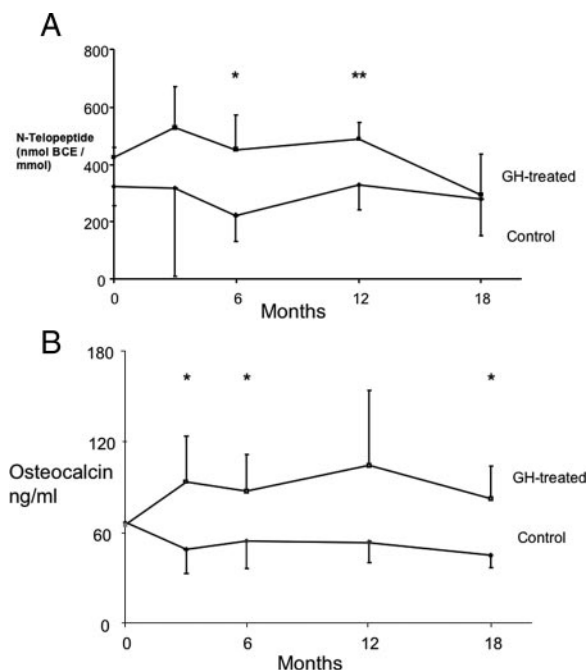 A
800
*
**
600
N-Telopeptide
(nmol BCE /
mmol)
400
GH-treated
200
Control
0
0 6 12 18
Months
B
180
* * *
120
Osteocalcin
ng/ml
GH-treated
60
Control
0
0 6 12 18
Months